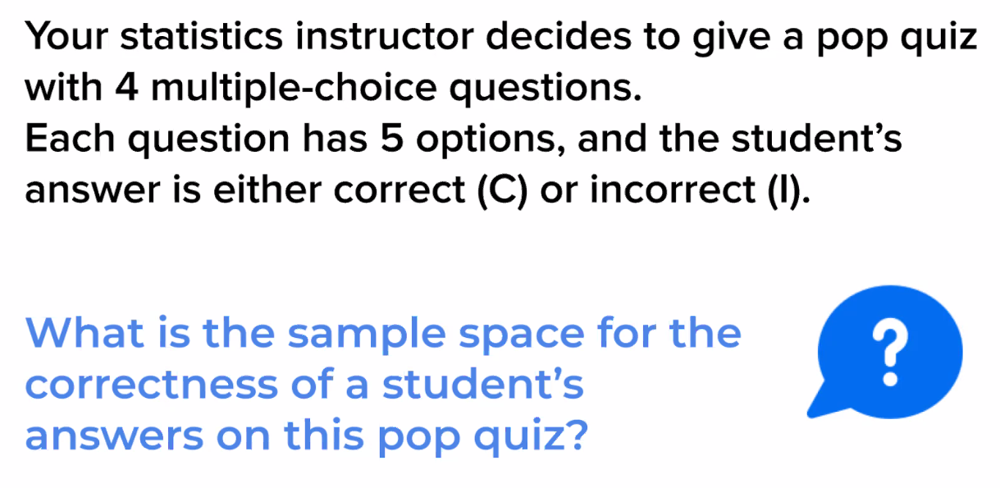 Your statistics instructor decides to give a pop quiz
with 4 multiple-choice questions.
Each question has 5 options, and the student’s
answer is either correct (C) or incorrect (I).
What is the sample space for the
correctness of a student’s
answers on this pop quiz?
?